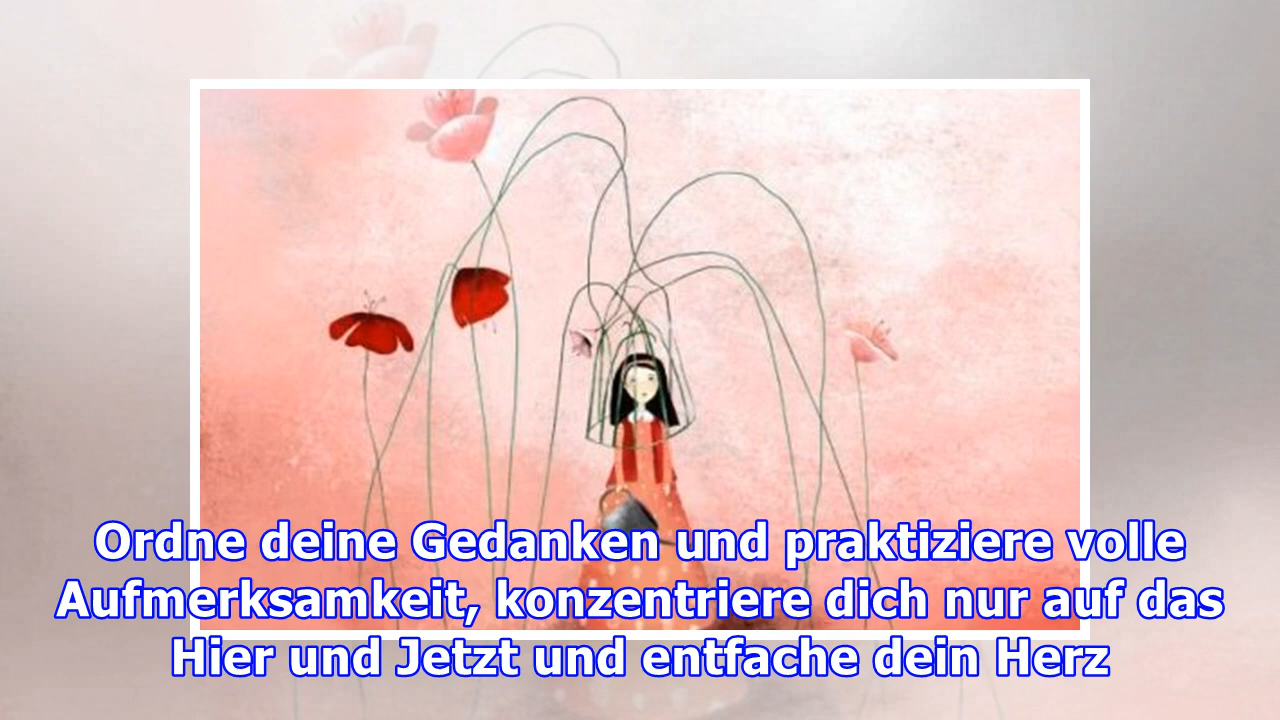 Ordne deine Gedanken und praktiziere volle
Aufmerksamkeit, konzentriere dich nur auf das
Hier und Jetzt und entfache dein Herz